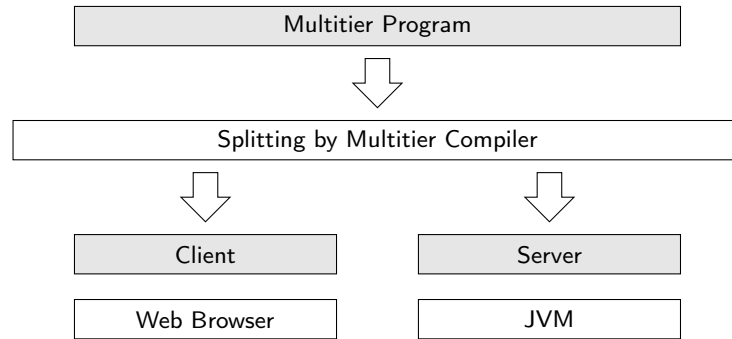 Multitier Program
Splitting by Multitier Compiler
Client
Server
Web Browser
JVM